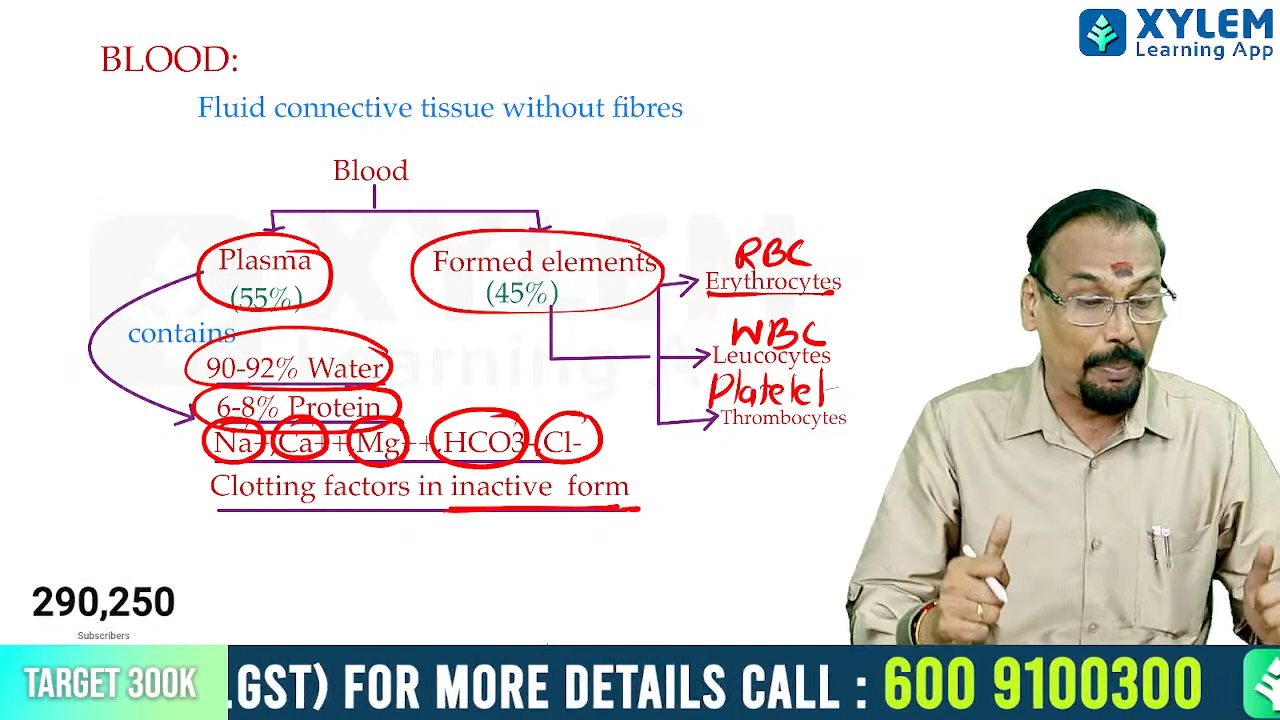 XYLEM
Learning App
BLOOD:
Fluid connective tissue without fibres
Blood
Plasma
(55%)
Formed elements
(45%)
RBC
Erythrocytes
WBC
Leucocytes
Platelet
Thrombocytes
contains
90-92% Water
6-8% Protein
Na+,Ca++,Mg++,HCO3-,Cl-
Clotting factors in inactive form
290,250
Subscribers
TARGET 300K
.GST) FOR MORE DETAILS CALL : 600 9100300